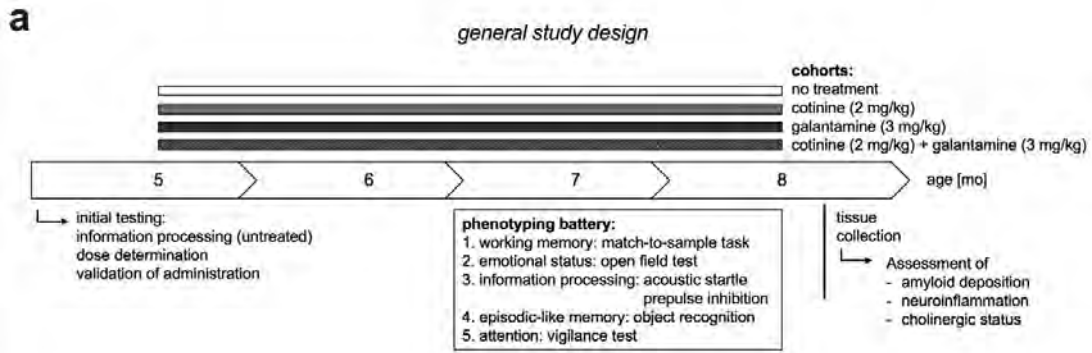 a
general study design
cohorts:
no treatment
cotinine (2 mg/kg)
galantamine (3 mg/kg)
cotinine (2 mg/kg) + galantamine (3 mg/kg)
5 6 7 8 age [mo]
initial testing:
information processing (untreated)
dose determination
validation of administration
phenotyping battery:
1. working memory: match-to-sample task
2. emotional status: open field test
3. information processing: acoustic startle
prepulse inhibition
4. episodic-like memory: object recognition
5. attention: vigilance test
tissue
collection
Assessment of
- amyloid deposition
- neuroinflammation
- cholinergic status